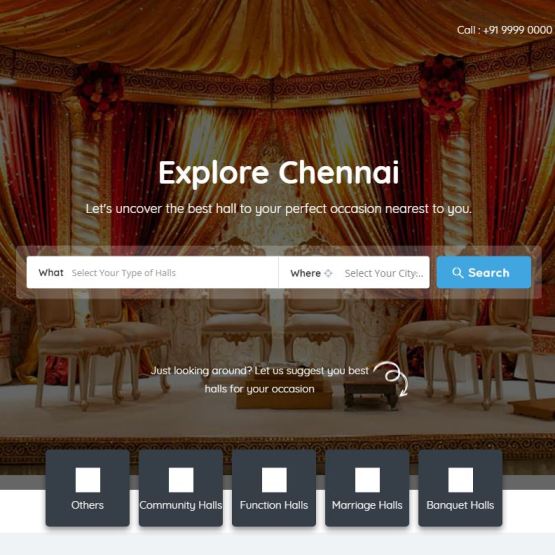 Call : +91 9999 0000
Explore Chennai
Let's uncover the best hall to your perfect occasion nearest to you.
What Select Your Type of Halls Where Select Your City... Search
Just looking around? Let us suggest you best
halls for your occasion
Others Community Halls Function Halls Marriage Halls Banquet Halls